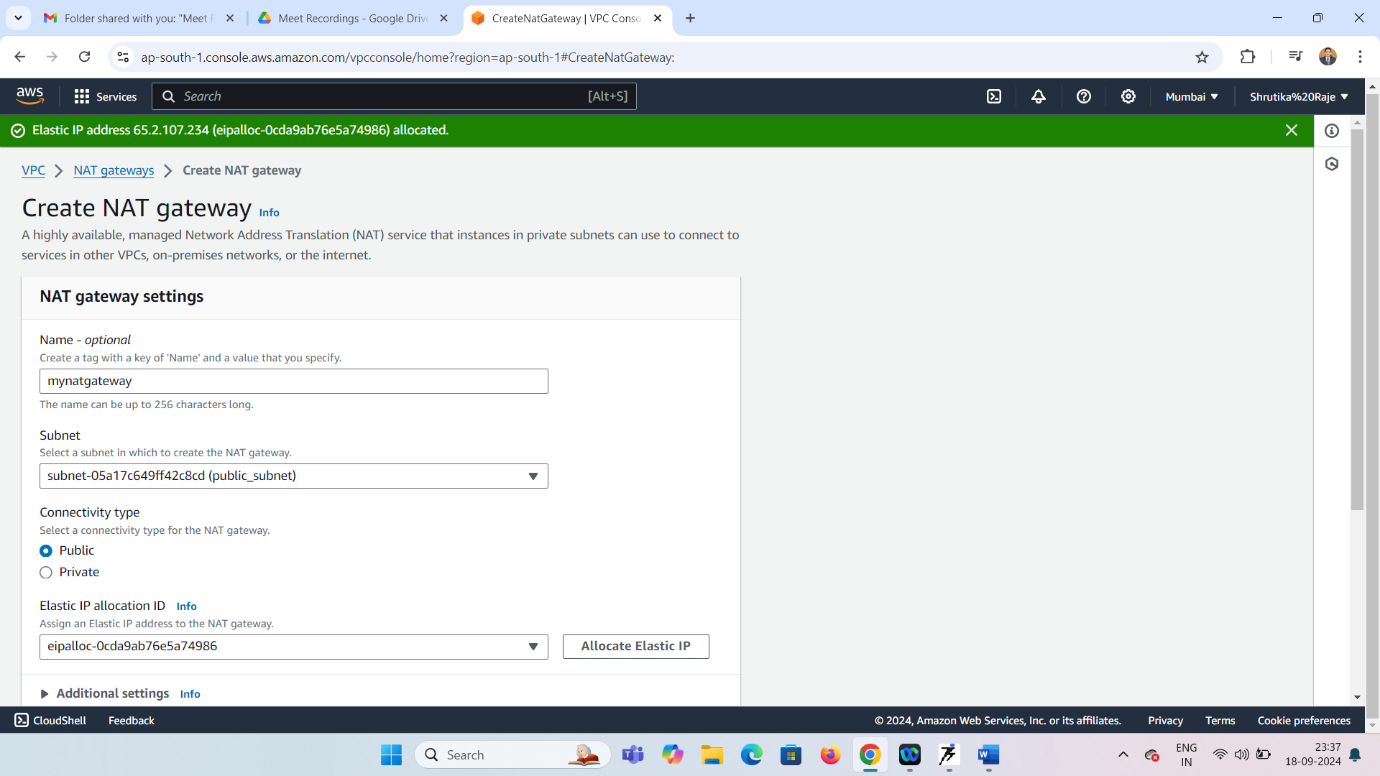 Folder shared with you: "Meet R
Meet Recordings - Google Drive
CreateNatGateway | VPC Conso
ap-south-1.console.aws.amazon.com/vpcconsole/home?region=ap-south-1#CreateNatGateway:
aws
Services
Search
[Alt+S]
Mumbai
Shrutika%20Raje
Elastic IP address 65.2.107.234 (eipalloc-0cda9ab76e5a74986) allocated.
VPC
NAT gateways
Create NAT gateway
Create NAT gateway Info
A highly available, managed Network Address Translation (NAT) service that instances in private subnets can use to connect to
services in other VPCs, on-premises networks, or the internet.
NAT gateway settings
Name - optional
Create a tag with a key of 'Name' and a value that you specify.
mynatgateway
The name can be up to 256 characters long.
Subnet
Select a subnet in which to create the NAT gateway.
subnet-05a17c649ff42c8cd (public_subnet)
Connectivity type
Select a connectivity type for the NAT gateway.
Public
Private
Elastic IP allocation ID Info
Assign an Elastic IP address to the NAT gateway.
eipalloc-0cda9ab76e5a74986
Allocate Elastic IP
Additional settings Info
CloudShell
Feedback
© 2024, Amazon Web Services, Inc. or its affiliates.
Privacy
Terms
Cookie preferences
Search
ENG
IN
23:37
18-09-2024